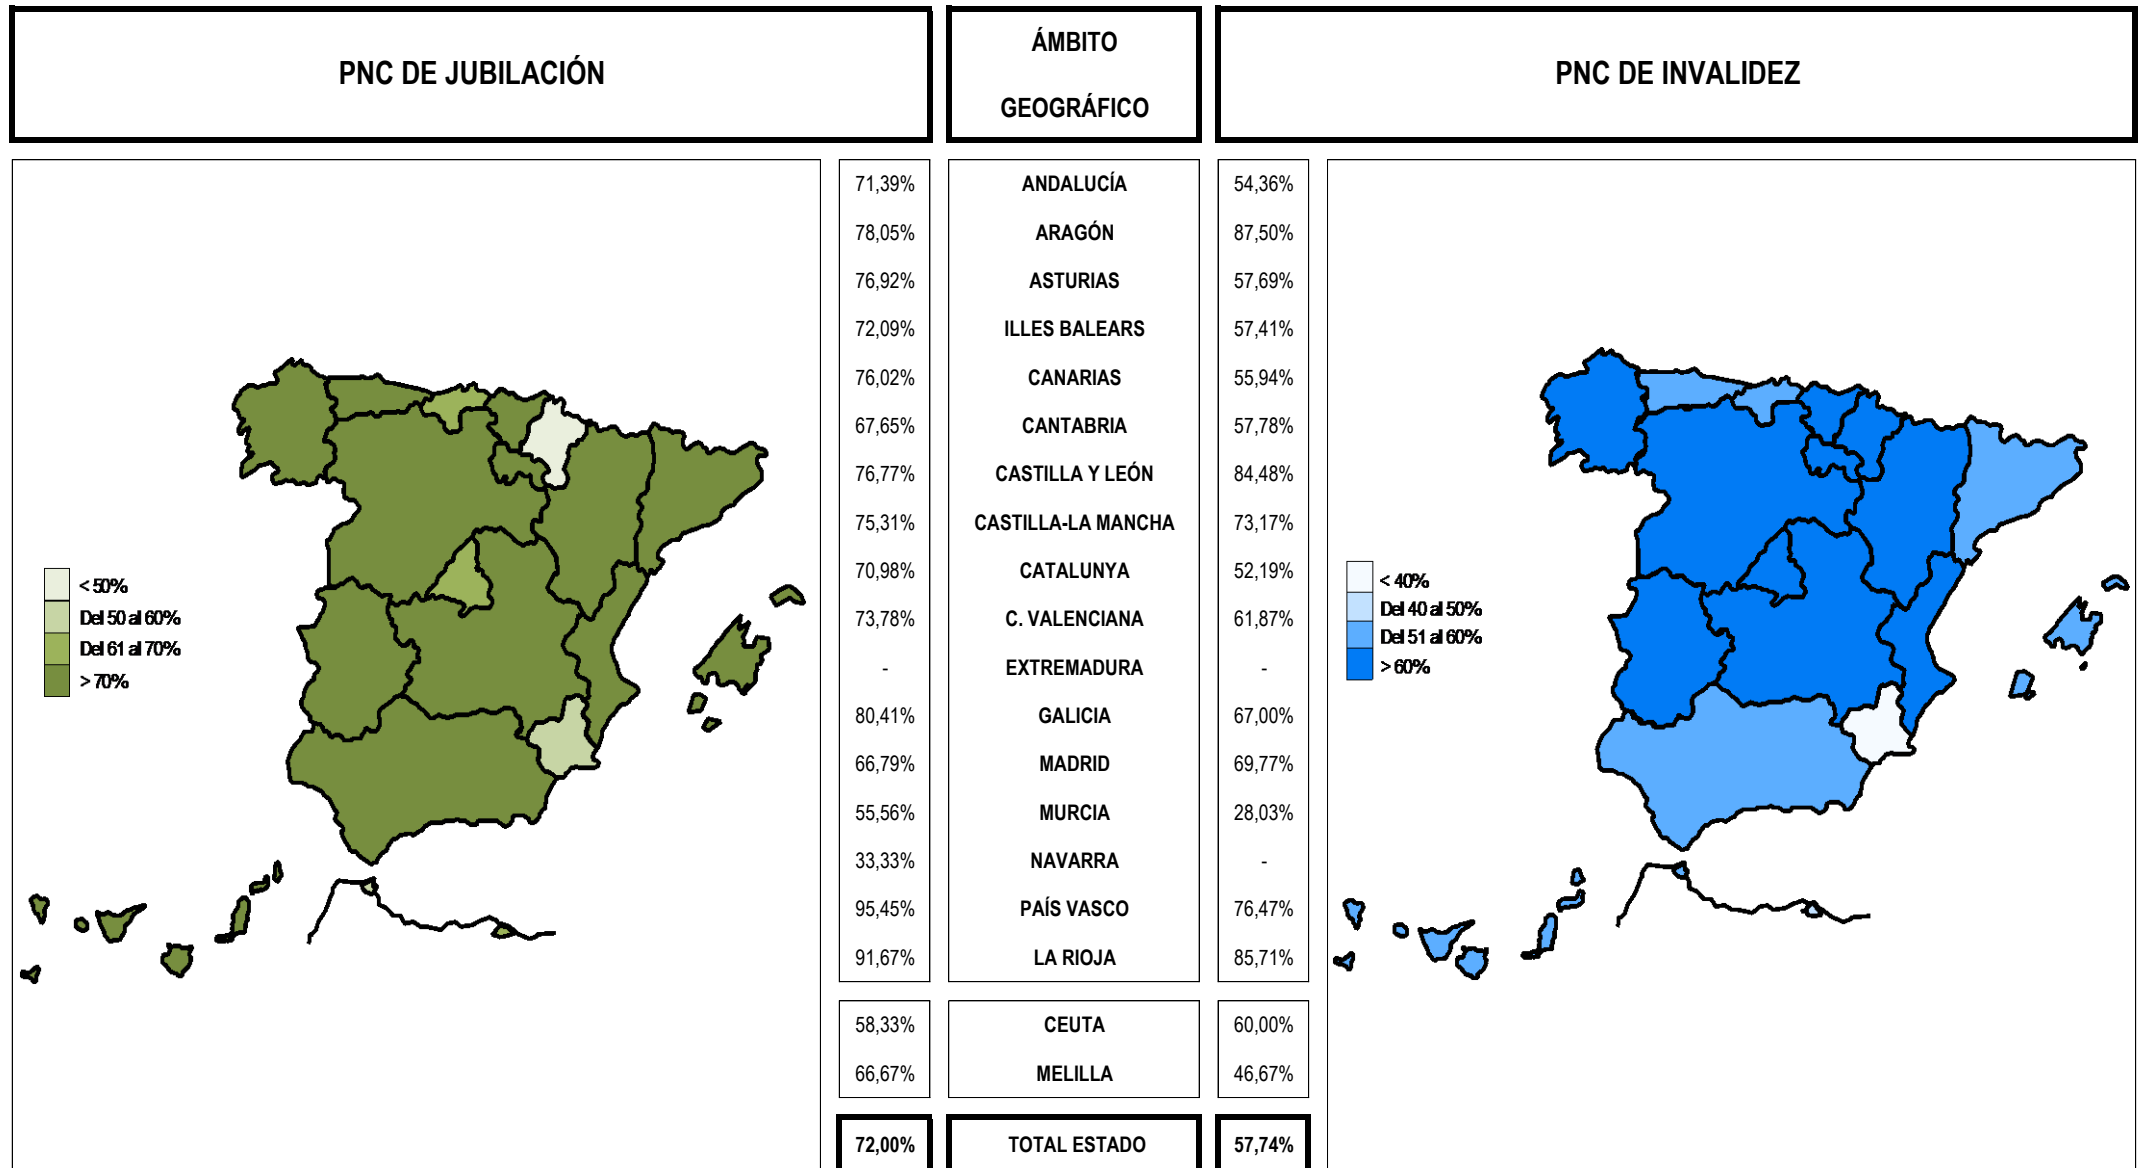 PNC DE JUBILACIÓN
ÁMBITO
GEOGRÁFICO
PNC DE INVALIDEZ
71,39% ANDALUCÍA 54,36%
78,05% ARAGÓN 87,50%
76,92% ASTURIAS 57,69%
72,09% ILLES BALEARS 57,41%
76,02% CANARIAS 55,94%
67,65% CANTABRIA 57,78%
76,77% CASTILLA Y LEÓN 84,48%
75,31% CASTILLA-LA MANCHA 73,17%
70,98% CATALUNYA 52,19%
73,78% C. VALENCIANA 61,87%
- EXTREMADURA -
80,41% GALICIA 67,00%
66,79% MADRID 69,77%
55,56% MURCIA 28,03%
33,33% NAVARRA -
95,45% PAÍS VASCO 76,47%
91,67% LA RIOJA 85,71%
58,33% CEUTA 60,00%
66,67% MELILLA 46,67%
72,00% TOTAL ESTADO 57,74%
< 50%
Del 50 al 60%
Del 61 al 70%
> 70%
< 40%
Del 40 al 50%
Del 51 al 60%
> 60%